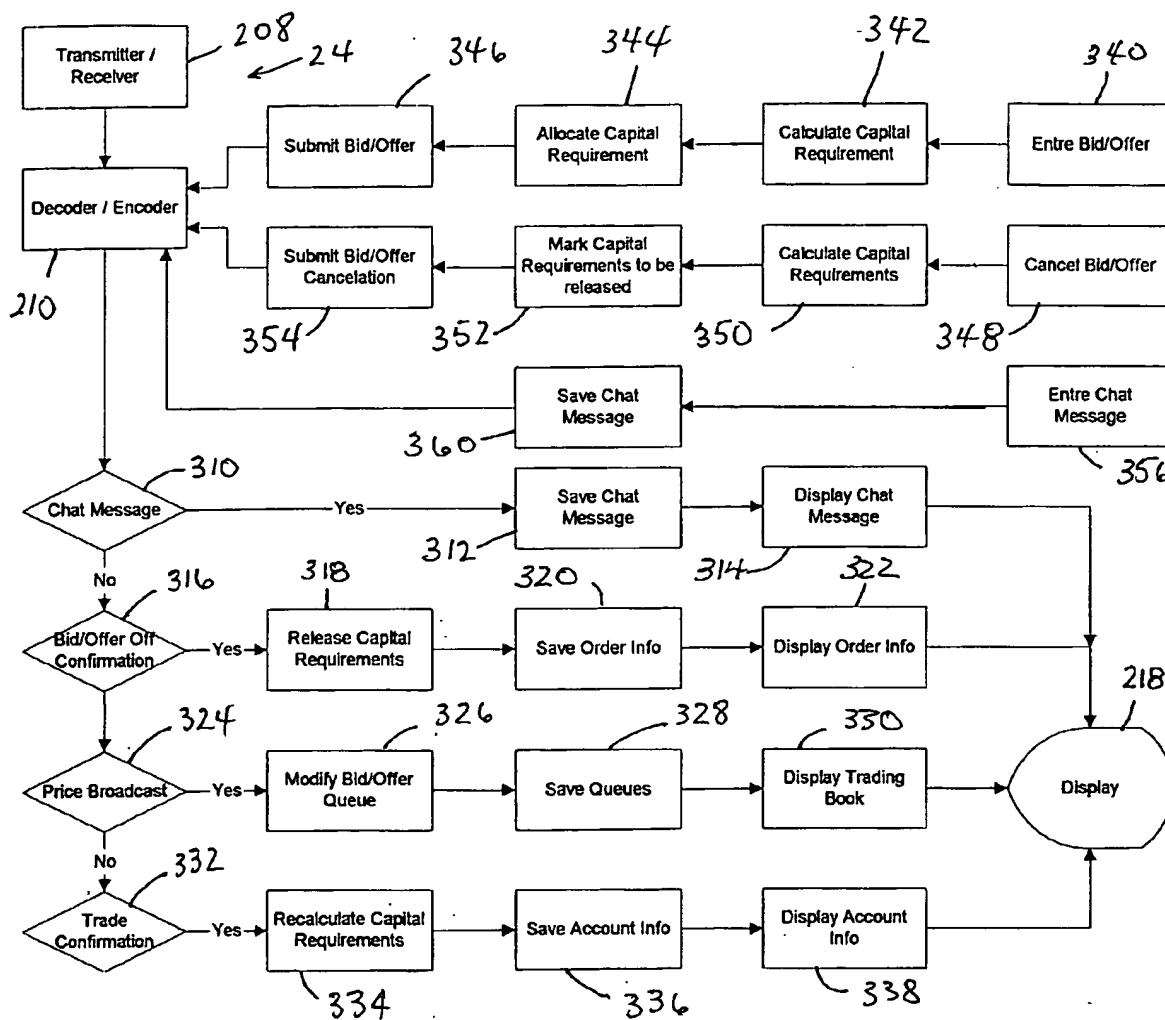 208
Transmitter /
Receiver
24
346
344
342
340
Submit Bid/Offer
Allocate Capital
Requirement
Calculate Capital
Requirement
Entre Bid/Offer
Decoder / Encoder
210
Submit Bid/Offer
Cancelation
Mark Capital
Requirements to be
released
Calculate Capital
Requirements
Cancel Bid/Offer
354
352
350
348
Save Chat
Message
Entre Chat
Message
360
356
310
Chat Message
Yes
Save Chat
Message
Display Chat
Message
312
314
No
316
318
320
322
Bid/Offer Off
Confirmation
Yes
Release Capital
Requirements
Save Order Info
Display Order Info
218
324
326
328
330
Price Broadcast
Yes
Modify Bid/Offer
Queue
Save Queues
Display Trading
Book
Display
No
332
Trade
Confirmation
Yes
Recalculate Capital
Requirements
Save Account Info
Display Account
Info
334
336
338